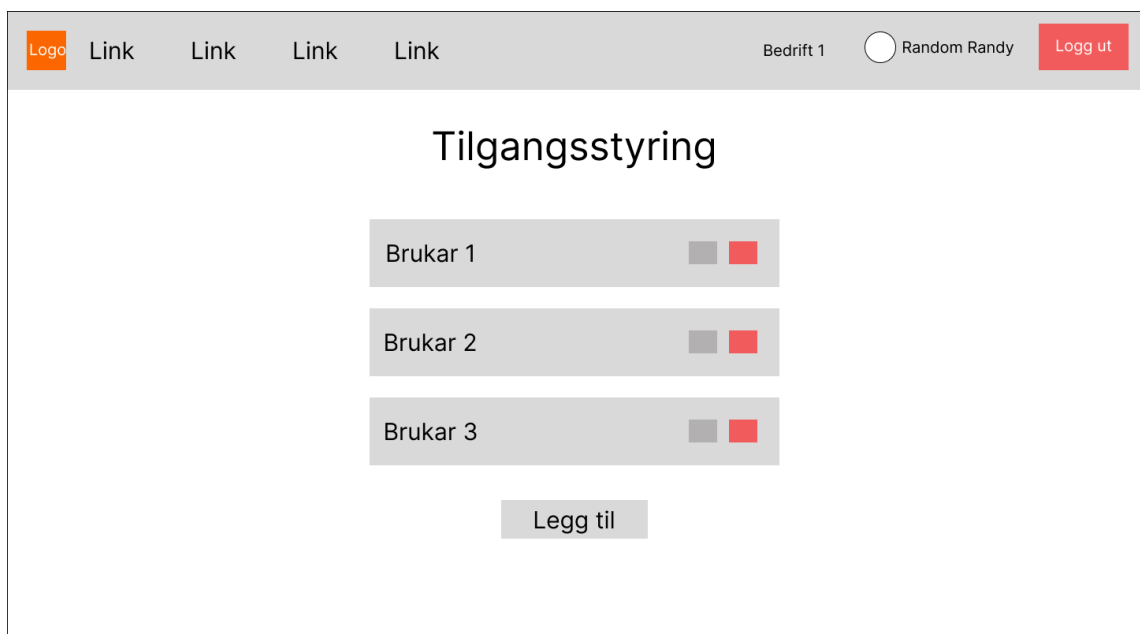 Logo Link Link Link Link Bedrift 1 Random Randy Logg ut
Tilgangsstyring
Brukar 1
Brukar 2
Brukar 3
Legg til